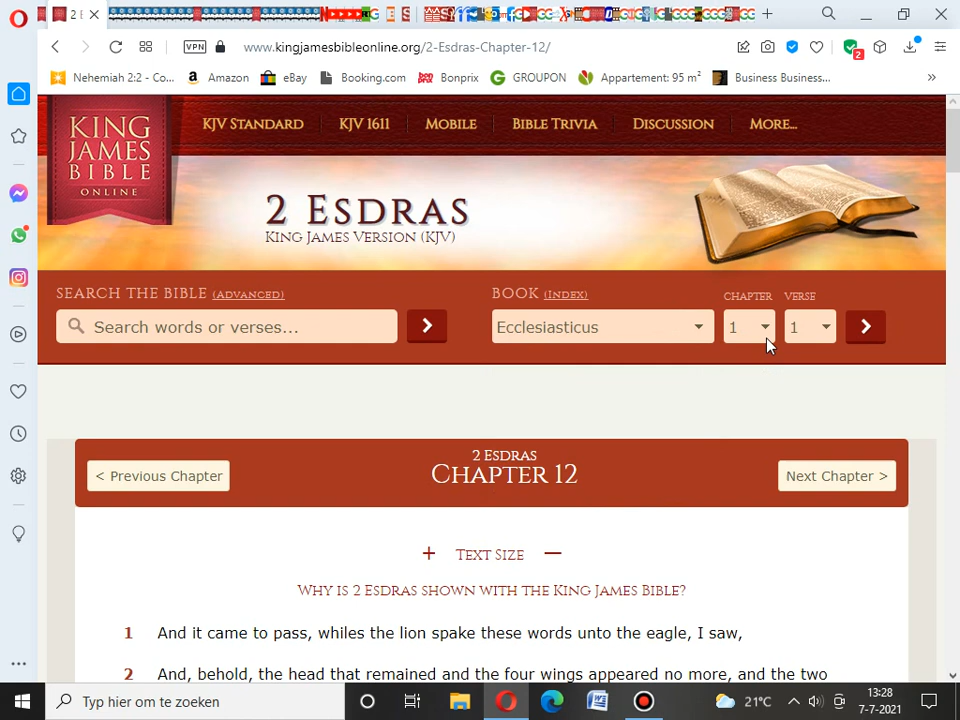 2 E
VPN
www.kingjamesbibleonline.org/2-Esdras-Chapter-12/
2
Nehemiah 2:2 - Co...
Amazon
eBay
Booking.com
Bonprix
GROUPON
Appartement: 95 m²
Business Business...
»
KING
JAMES
BIBLE
ONLINE
KJV STANDARD
KJV 1611
MOBILE
BIBLE TRIVIA
DISCUSSION
MORE...
2 ESDRAS
KING JAMES VERSION (KJV)
SEARCH THE BIBLE (ADVANCED)
BOOK (INDEX)
CHAPTER
VERSE
Search words or verses...
Ecclesiasticus
1
1
2 ESDRAS
< Previous Chapter
CHAPTER 12
Next Chapter >
+ TEXT SIZE −
WHY IS 2 ESDRAS SHOWN WITH THE KING JAMES BIBLE?
1 And it came to pass, whiles the lion spake these words unto the eagle, I saw,
2 And, behold, the head that remained and the four wings appeared no more, and the two
Typ hier om te zoeken
21°C
13:28
7-7-2021